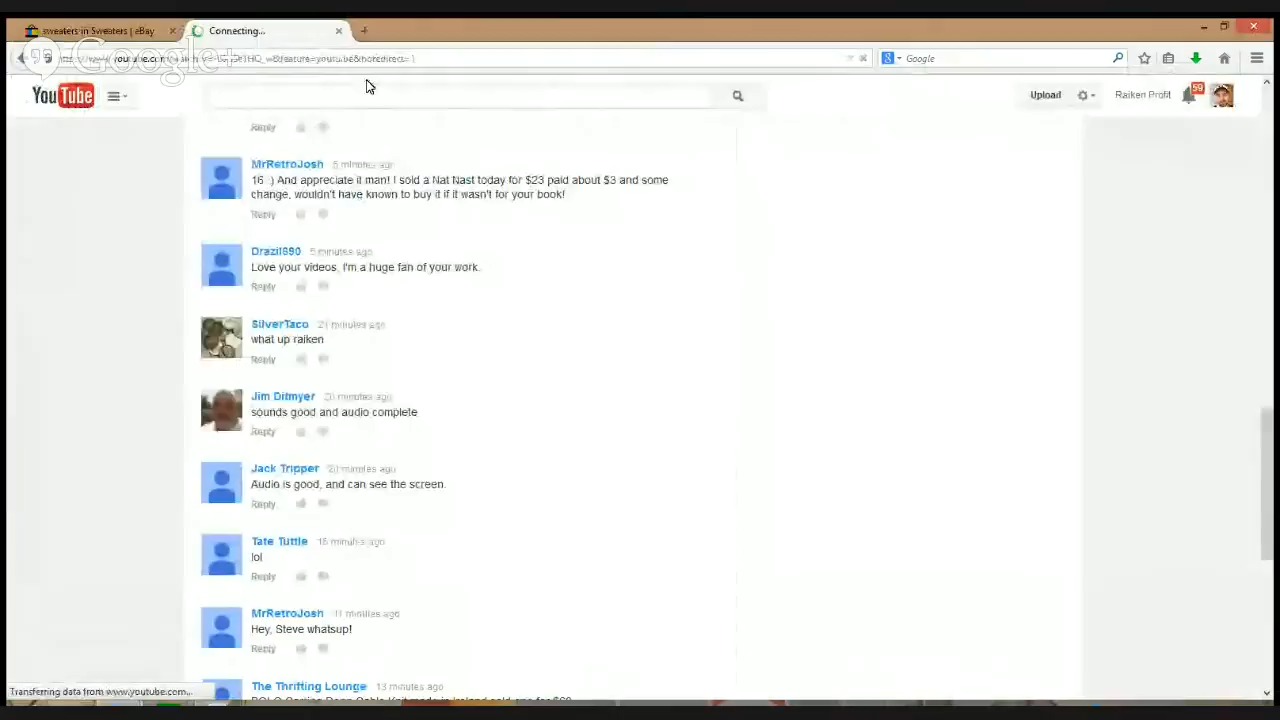 sweaters in Sweaters | eBay
Connecting...
Google+
Google
YouTube
Upload
Raiken Profit
59
Reply
MrRetroJosh 5 minutes ago
16 :) And appreciate it man! I sold a Nat Nast today for $23 paid about $3 and some
change, wouldn't have known to buy it if it wasn't for your book!
Reply
Drazil690 5 minutes ago
Love your videos, I'm a huge fan of your work.
Reply
SilverTaco minutes ago
what up raiken
Reply
Jim Ditmyer minutes ago
sounds good and audio complete
Reply
Jack Tripper minutes ago
Audio is good, and can see the screen.
Reply
Tate Tuttle minutes ago
lol
Reply
MrRetroJosh 11 minutes ago
Hey, Steve whatsup!
Reply
The Thrifting Lounge 13 minutes ago
Transferring data from www.youtube.com...